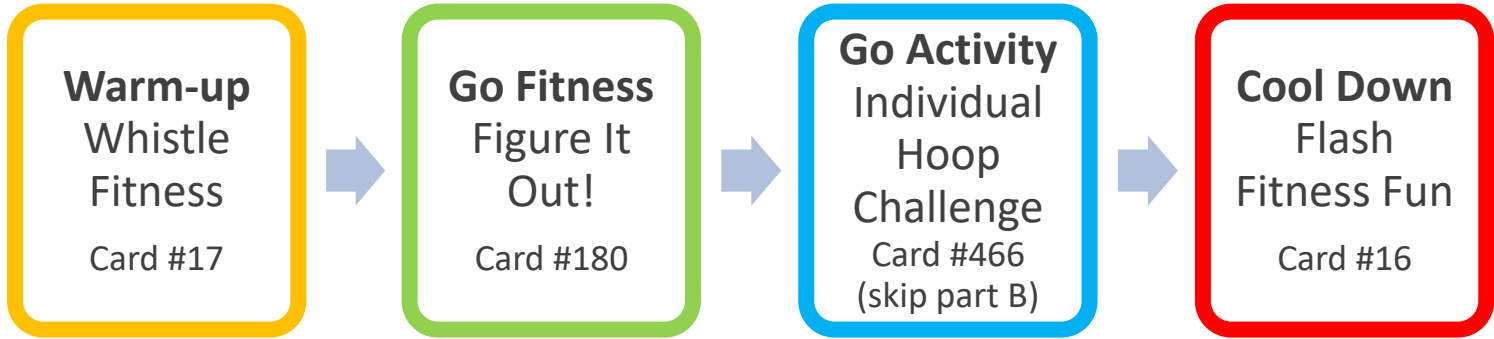 Warm-up
Whistle
Fitness
Card #17
Go Fitness
Figure It
Out!
Card #180
Go Activity
Individual
Hoop
Challenge
Card #466
(skip part B)
Cool Down
Flash
Fitness Fun
Card #16